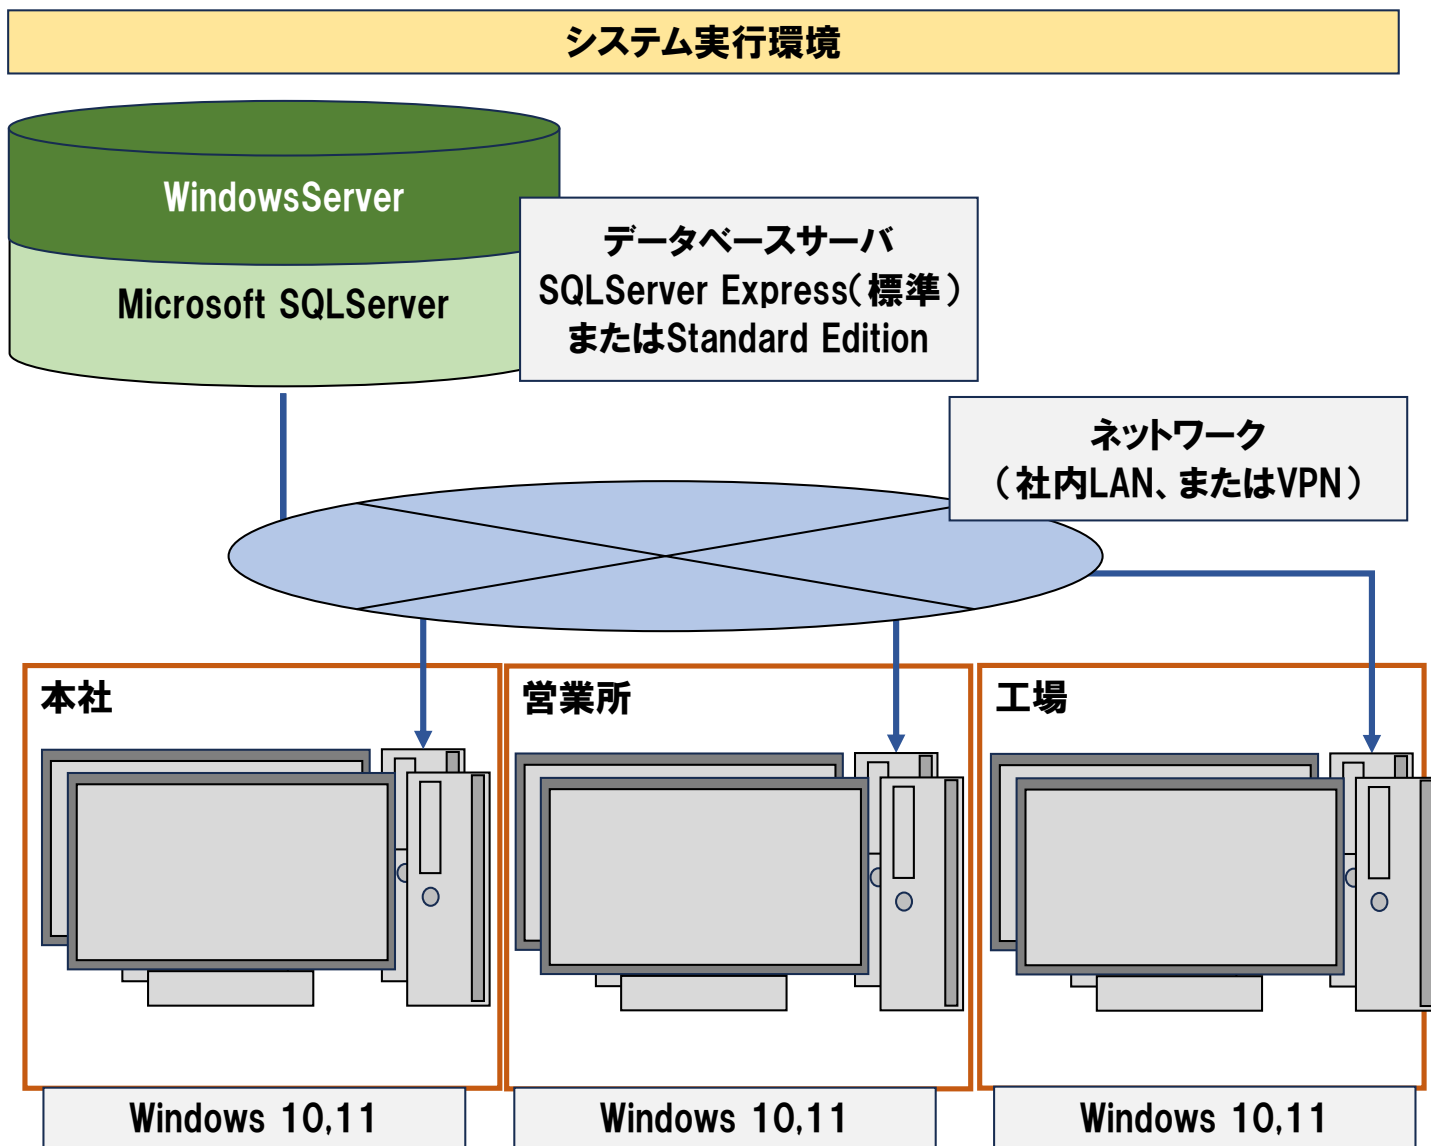 システム実行環境
WindowsServer
Microsoft SQLServer
データベースサーバ
SQLServer Express(標準)
またはStandard Edition
ネットワーク
(社内LAN、またはVPN)
本社
営業所
工場
Windows 10,11
Windows 10,11
Windows 10,11